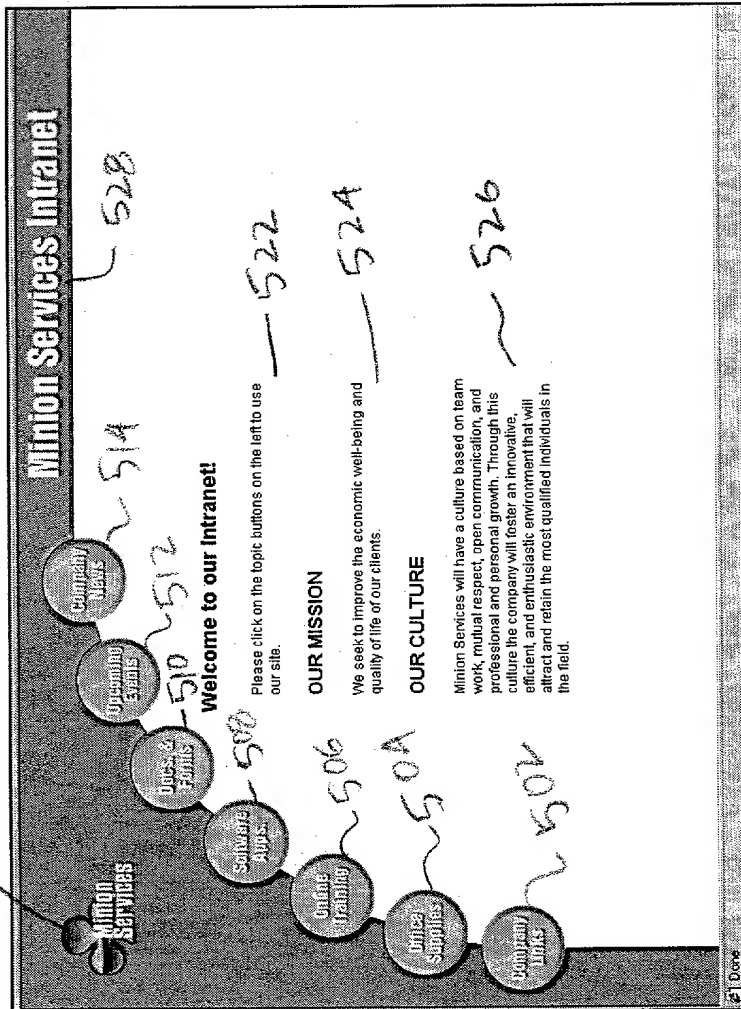 Minion Services Intranet
528
Minion
Services
Company
News
514
Upcoming
Events
512
Docs. &
Forms
510
Software
Apps.
508
Online
Training
506
Office
Supplies
50A
Company
Links
502
Welcome to our Intranet!
Please click on the topic buttons on the left to use
our site.
522
OUR MISSION
We seek to improve the economic well-being and
quality of life of our clients.
524
OUR CULTURE
Minion Services will have a culture based on team
work, mutual respect, open communication, and
professional and personal growth. Through this
culture the company will foster an innovative,
efficient, and enthusiastic environment that will
attract and retain the most qualified individuals in
the field.
526
Done